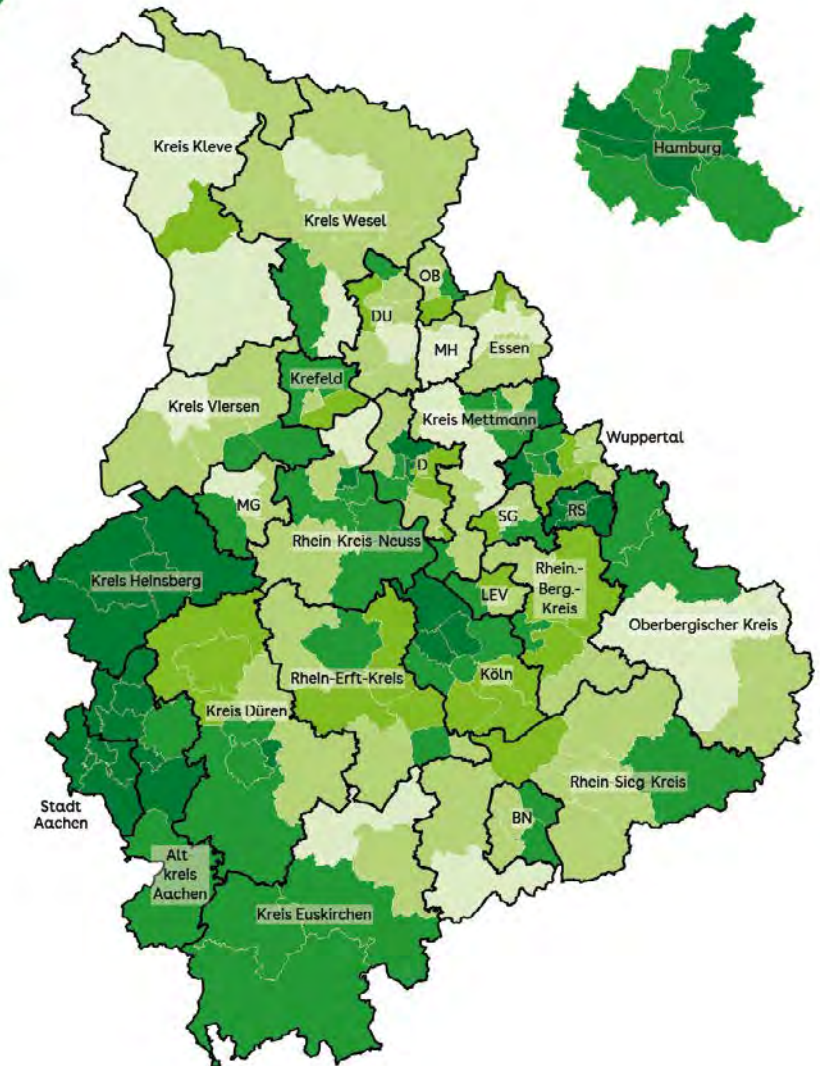 Kreis Kleve
Hamburg
Kreis Wesel
OB
DU
MH
Essen
Krefeld
Kreis Viersen
Kreis Mettmann
Wuppertal
D
MG
SG
RS
Rhein-Kreis-Neuss
Kreis Heinsberg
LEV
Rhein.-
Berg.-
Kreis
Oberbergischer Kreis
Rhein-Erft-Kreis
Köln
Kreis Düren
Rhein-Sieg-Kreis
Stadt
Aachen
BN
Alt
kreis
Aachen
Kreis Euskirchen